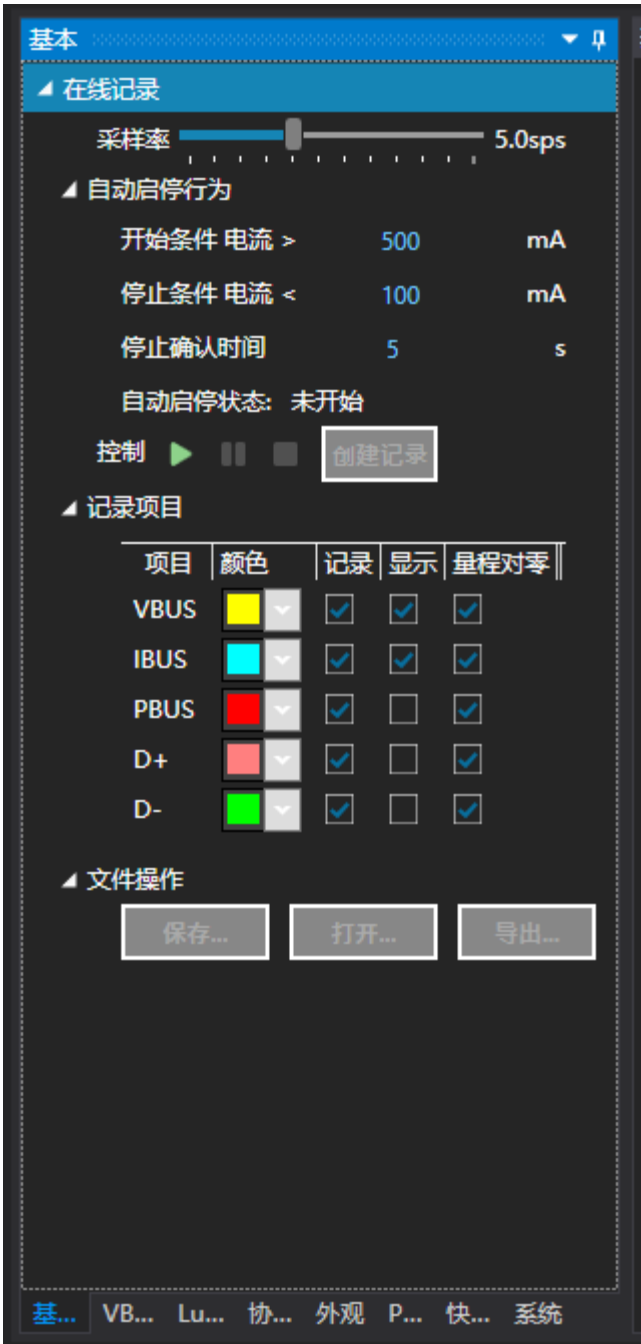 基本
在线记录
采样率 5.0sps
自动启停行为
开始条件 电流 > 500 mA
停止条件 电流 < 100 mA
停止确认时间 5 s
自动启停状态: 未开始
控制 创建记录
记录项目
项目 颜色 记录 显示 量程对零
VBUS
IBUS
PBUS
D+
D-
文件操作
保存... 打开... 导出...
基... VB... Lu... 协... 外观 P... 快... 系统